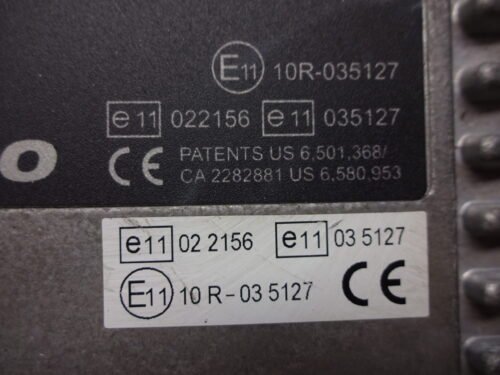 E11 10R-035127
e11 022156 e11 035127
O
CE PATENTS US 6,501,368/
CA 2282881 US 6,580,953
e11 02 2156 e11 03 5127
E11 10 R-03 5127 CE